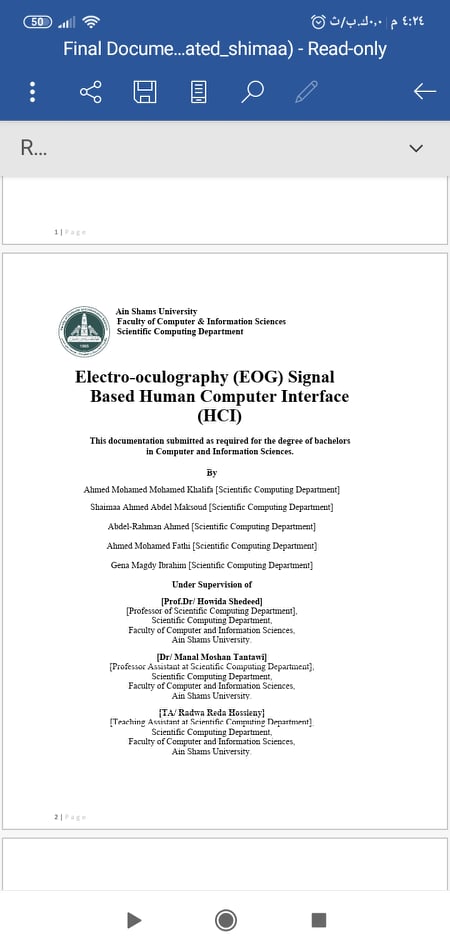 50
٠٫٠ك.ب/ث
م ٤:٢٤
Final Docume...ated_shimaa) - Read-only
R...
1 | Page
Ain Shams University
Faculty of Computer & Information Sciences
Scientific Computing Department
1965
Electro-oculography (EOG) Signal
Based Human Computer Interface
(HCI)
This documentation submitted as required for the degree of bachelors
in Computer and Information Sciences.
By
Ahmed Mohamed Mohamed Khalifa [Scientific Computing Department]
Shaimaa Ahmed Abdel Maksoud [Scientific Computing Department]
Abdel-Rahman Ahmed [Scientific Computing Department]
Ahmed Mohamed Fathi [Scientific Computing Department]
Gena Magdy Ibrahim [Scientific Computing Department]
Under Supervision of
[Prof.Dr/ Howida Shedeed]
[Professor of Scientific Computing Department],
Scientific Computing Department,
Faculty of Computer and Information Sciences,
Ain Shams University.
[Dr/ Manal Moshan Tantawi]
[Professor Assistant at Scientific Computing Department],
Scientific Computing Department,
Faculty of Computer and Information Sciences,
Ain Shams University.
[TA/ Radwa Reda Hossieny]
[Teaching Assistant at Scientific Computing Department],
Scientific Computing Department,
Faculty of Computer and Information Sciences,
Ain Shams University.
2 | Page